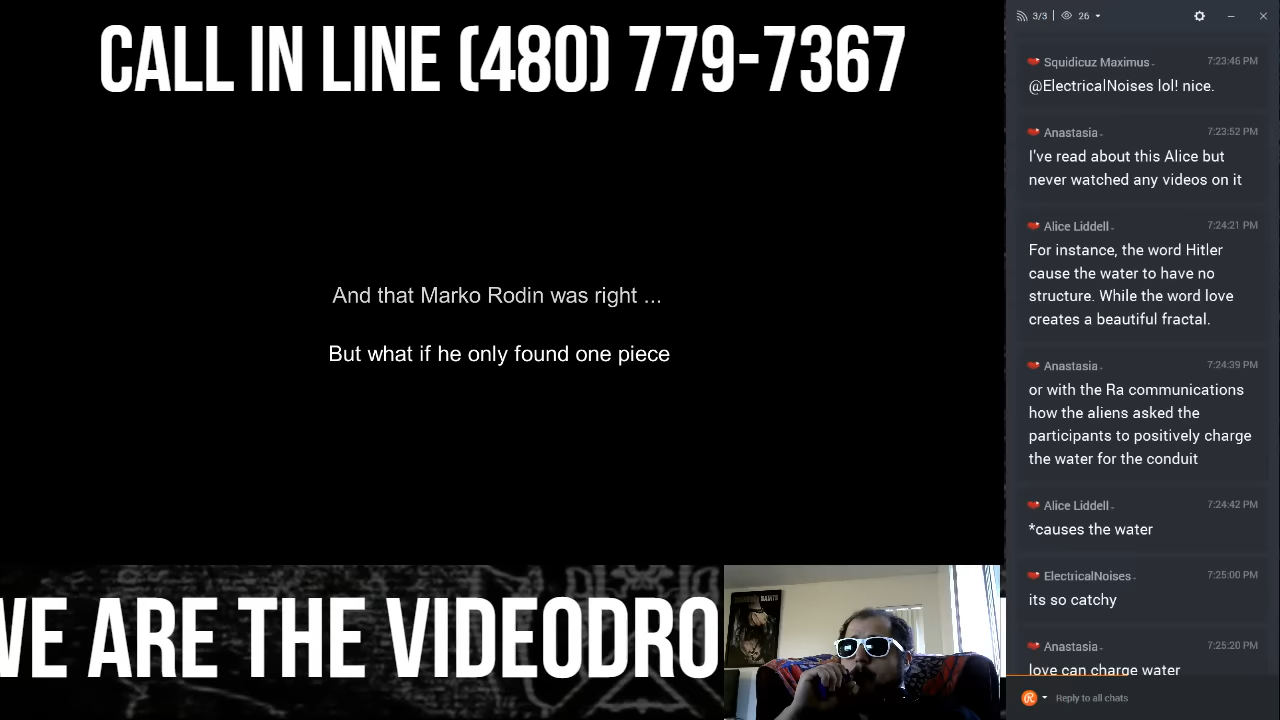 CALL IN LINE (480) 779-7367
And that Marko Rodin was right ...
But what if he only found one piece
WE ARE THE VIDEODRO
3/3
26
Squidicuz Maximus
7:23:46 PM
@ElectricalNoises lol! nice.
Anastasia
7:23:52 PM
I've read about this Alice but
never watched any videos on it
Alice Liddell
7:24:21 PM
For instance, the word Hitler
cause the water to have no
structure. While the word love
creates a beautiful fractal.
Anastasia
7:24:39 PM
or with the Ra communications
how the aliens asked the
participants to positively charge
the water for the conduit
Alice Liddell
7:24:42 PM
*causes the water
ElectricalNoises
7:25:00 PM
its so catchy
Anastasia
7:25:20 PM
love can charge water
Reply to all chats